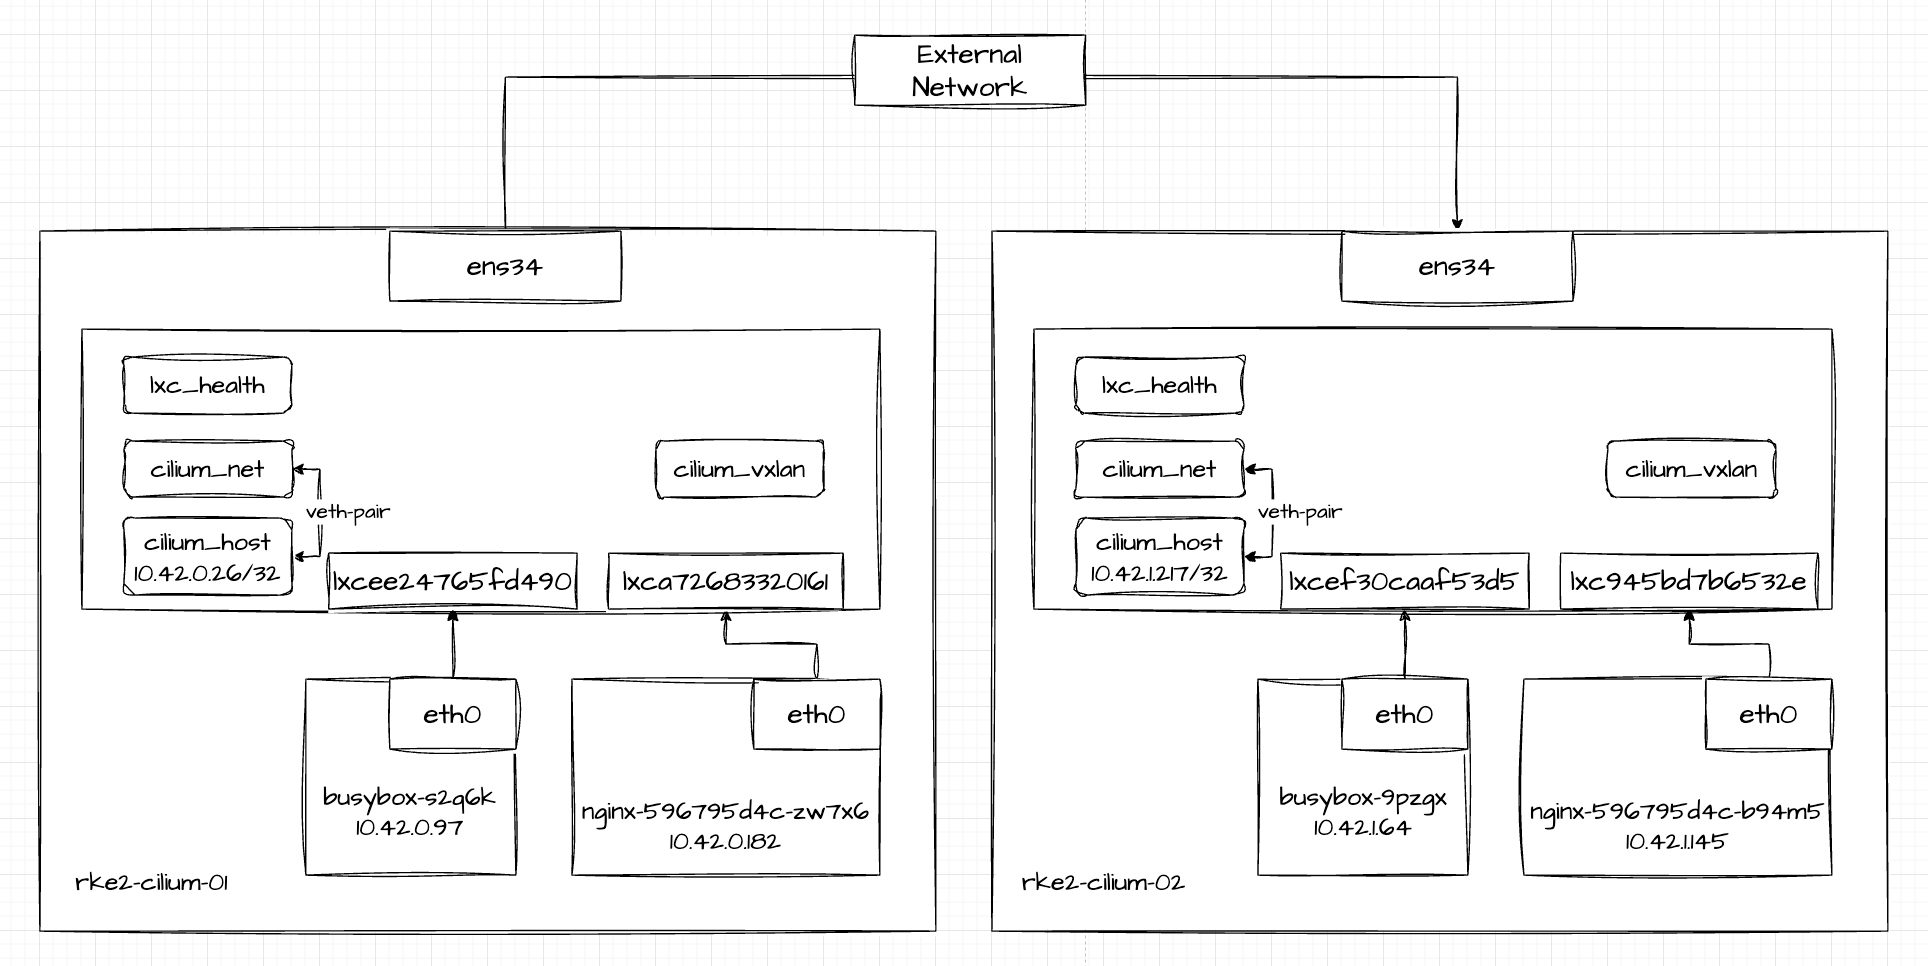 External
Network
ens34
lxc_health
cilium_net
cilium_vxlan
veth-pair
cilium_host
10.42.0.26/32
lxcee24765fd490
lxca72683320161
eth0
eth0
busybox-s2q6k
10.42.0.97
nginx-596795d4c-zw7x6
10.42.0.182
rke2-cilium-01
ens34
lxc_health
cilium_net
cilium_vxlan
veth-pair
cilium_host
10.42.1.217/32
lxcef30caaf53d5
lxc945bd7b6532e
eth0
eth0
busybox-9pzgx
10.42.1.64
nginx-596795d4c-b94m5
10.42.1.145
rke2-cilium-02